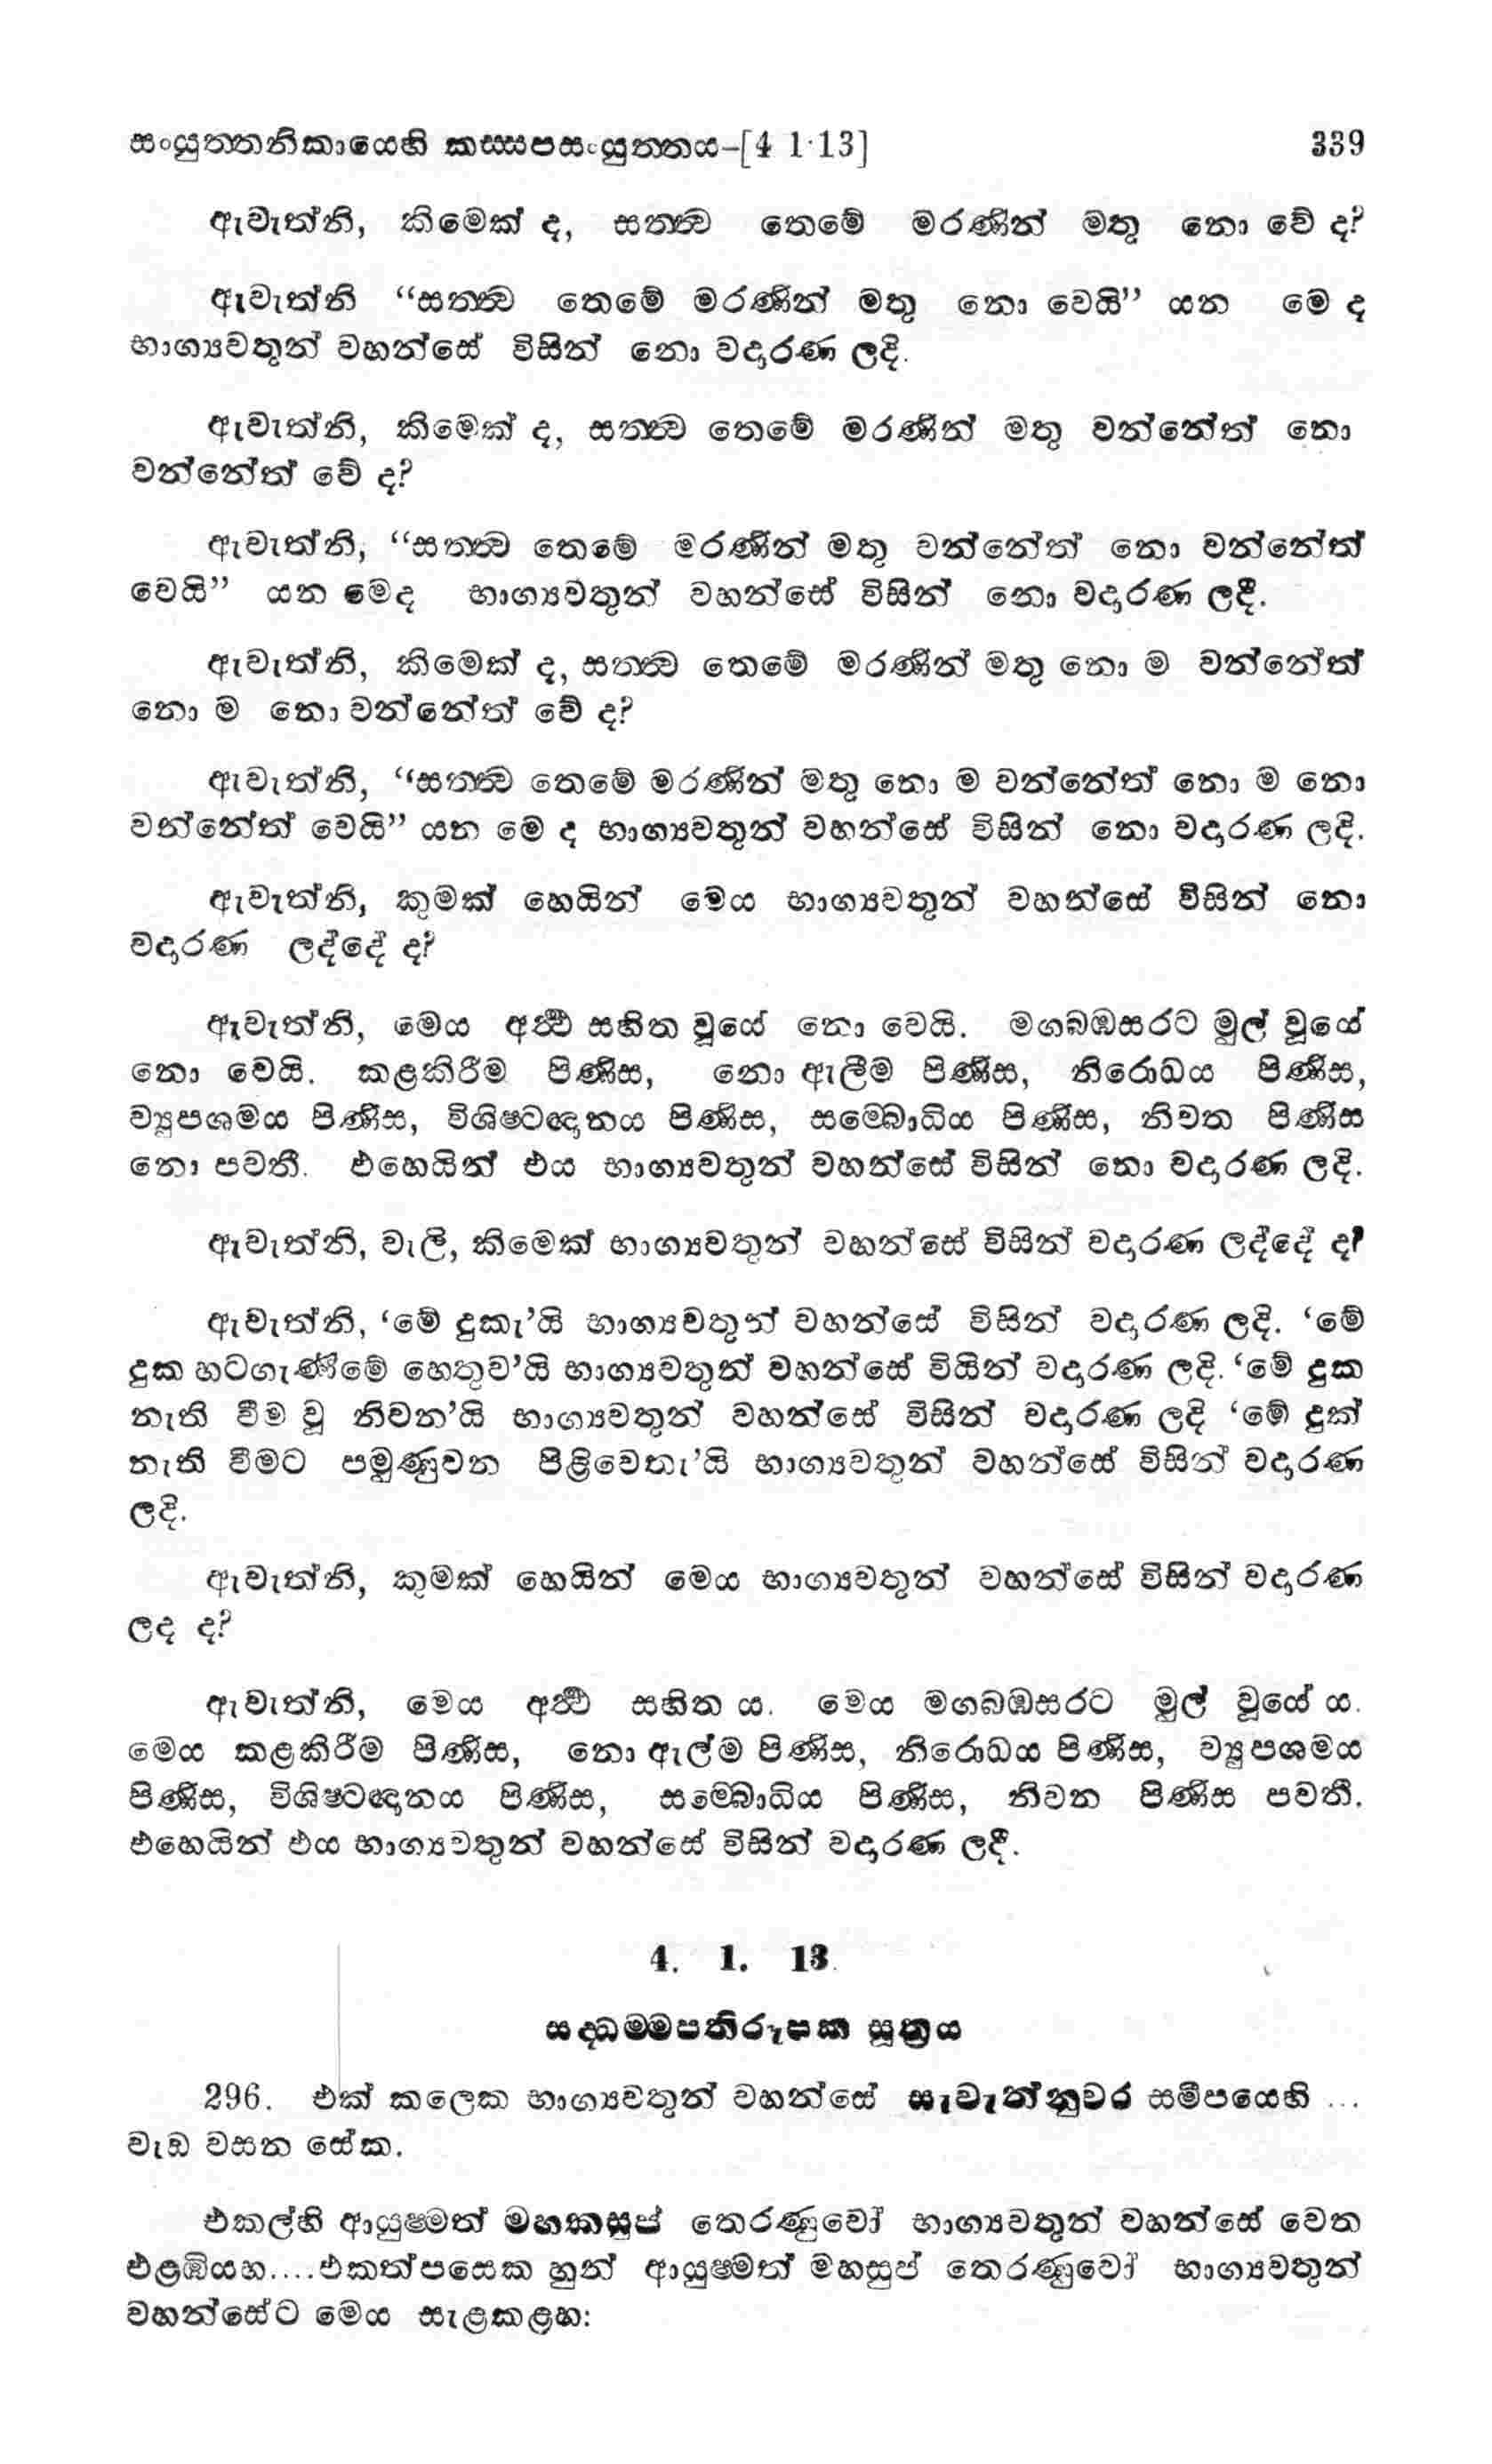 සංයුත්තනිකායෙහි කස්සපසංයුත්තය–[4 1·13] 339
ඇවැත්නි, කිමෙක් ද, සත්ත්ව තෙමේ මරණින් මතු නො වේ ද?
ඇවැත්නි “සත්ත්ව තෙමේ මරණින් මතු නො වෙයි” යන මෙ ද
භාග්‍යවතුන් වහන්සේ විසින් නො වදාරණ ලදි.
ඇවැත්නි, කිමෙක් ද, සත්ත්ව තෙමේ මරණින් මතු වන්නේත් නො
වන්නේත් වේ ද?
ඇවැත්නි, “සත්ත්ව තෙමේ මරණින් මතු වන්නේත් නො වන්නේත්
වෙයි” යන මෙද භාග්‍යවතුන් වහන්සේ විසින් නො වදාරණ ලදී.
ඇවැත්නි, කිමෙක් ද, සත්ත්ව තෙමේ මරණින් මතු නො ම වන්නේත්
නො ම නො වන්නේත් වේ ද?
ඇවැත්නි, “සත්ත්ව තෙමේ මරණින් මතු නො ම වන්නේත් නො ම නො
වන්නේත් වෙයි” යන මෙ ද භාග්‍යවතුන් වහන්සේ විසින් නො වදාරණ ලදි.
ඇවැත්නි, කුමක් හෙයින් මෙය භාග්‍යවතුන් වහන්සේ විසින් නො
වදාරණ ලද්දේ ද?
ඇවැත්නි, මෙය අර්ථ සහිත වූයේ නො වෙයි. මගබඹසරට මුල් වූයේ
නො වෙයි. කළකිරීම පිණිස, නො ඇලීම පිණිස, නිරොධය පිණිස,
ව්‍යුපශමය පිණිස, විශිෂ්ටඥානය පිණිස, සම්බොධිය පිණිස, නිවන පිණිස
නො පවතී. එහෙයින් එය භාග්‍යවතුන් වහන්සේ විසින් නො වදාරණ ලදි.
ඇවැත්නි, වැලි, කිමෙක් භාග්‍යවතුන් වහන්සේ විසින් වදාරණ ලද්දේ ද?
ඇවැත්නි, ‘මේ දුකැ’යි භාග්‍යවතුන් වහන්සේ විසින් වදාරණ ලදි. ‘මේ
දුක හටගැණීමේ හෙතුව’යි භාග්‍යවතුන් වහන්සේ වියින් වදාරණ ලදි. ‘මේ දුක
නැති වීම වූ නිවන’යි භාග්‍යවතුන් වහන්සේ විසින් වදාරණ ලදි ‘මේ දුක්
නැති වීමට පමුණුවන පිළිවෙතැ’යි භාග්‍යවතුන් වහන්සේ විසින් වදාරණ
ලදි.
ඇවැත්නි, කුමක් හෙයින් මෙය භාග්‍යවතුන් වහන්සේ විසින් වදාරණ
ලද ද?
ඇවැත්නි, මෙය අර්ථ සහිත ය. මෙය මගබඹසරට මුල් වූයේ ය.
මෙය කළකිරීම පිණිස, නො ඇල්ම පිණිස, නිරොධය පිණිස, ව්‍යුපශමය
පිණිස, විශිෂ්ටඥානය පිණිස, සම්බොධිය පිණිස, නිවන පිණිස පවතී.
එහෙයින් එය භාග්‍යවතුන් වහන්සේ විසින් වදාරණ ලදී.
4. 1. 13.
සද්ධම්මපතිරූපක සූත්‍රය
296. එක් කලෙක භාග්‍යවතුන් වහන්සේ සැවැත්නුවර සමීපයෙහි ...
වැඩ වසන සේක.
එකල්හි ආයුෂ්මත් මහකසුප් තෙරණුවෝ භාග්‍යවතුන් වහන්සේ වෙත
එළඹියහ....එකත්පසෙක හුන් ආයුෂ්මත් මහසුප් තෙරණුවෝ භාග්‍යවතුන්
වහන්සේට මෙය සැළකළහ: